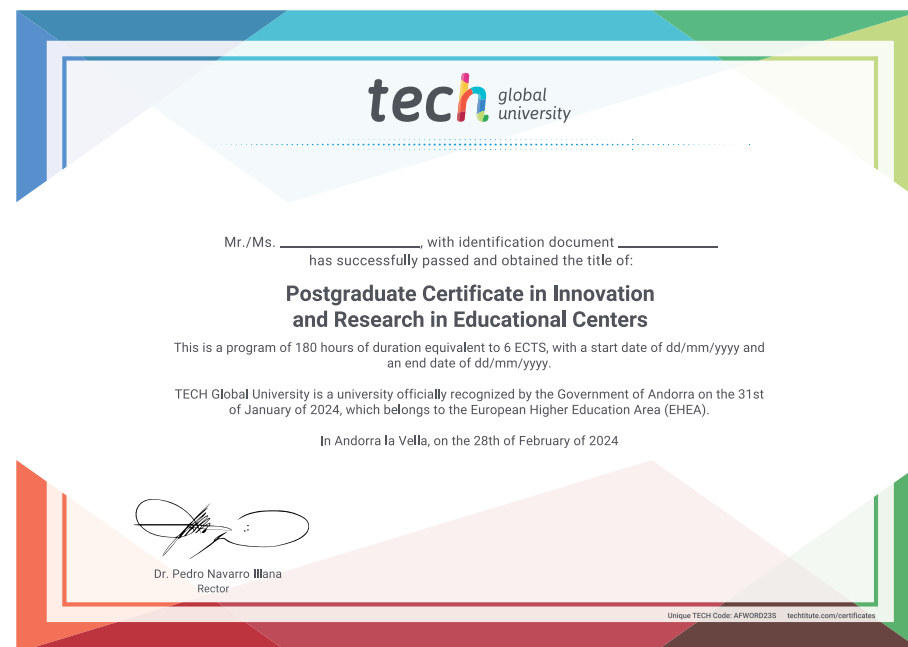 tech global university
Mr./Ms. ____________________, with identification document ______________
has successfully passed and obtained the title of:
Postgraduate Certificate in Innovation
and Research in Educational Centers
This is a program of 180 hours of duration equivalent to 6 ECTS, with a start date of dd/mm/yyyy and
an end date of dd/mm/yyyy.
TECH Global University is a university officially recognized by the Government of Andorra on the 31st
of January of 2024, which belongs to the European Higher Education Area (EHEA).
In Andorra la Vella, on the 28th of February of 2024
Dr. Pedro Navarro Illana
Rector
Unique TECH Code: AFWORD23S techtitute.com/certificates